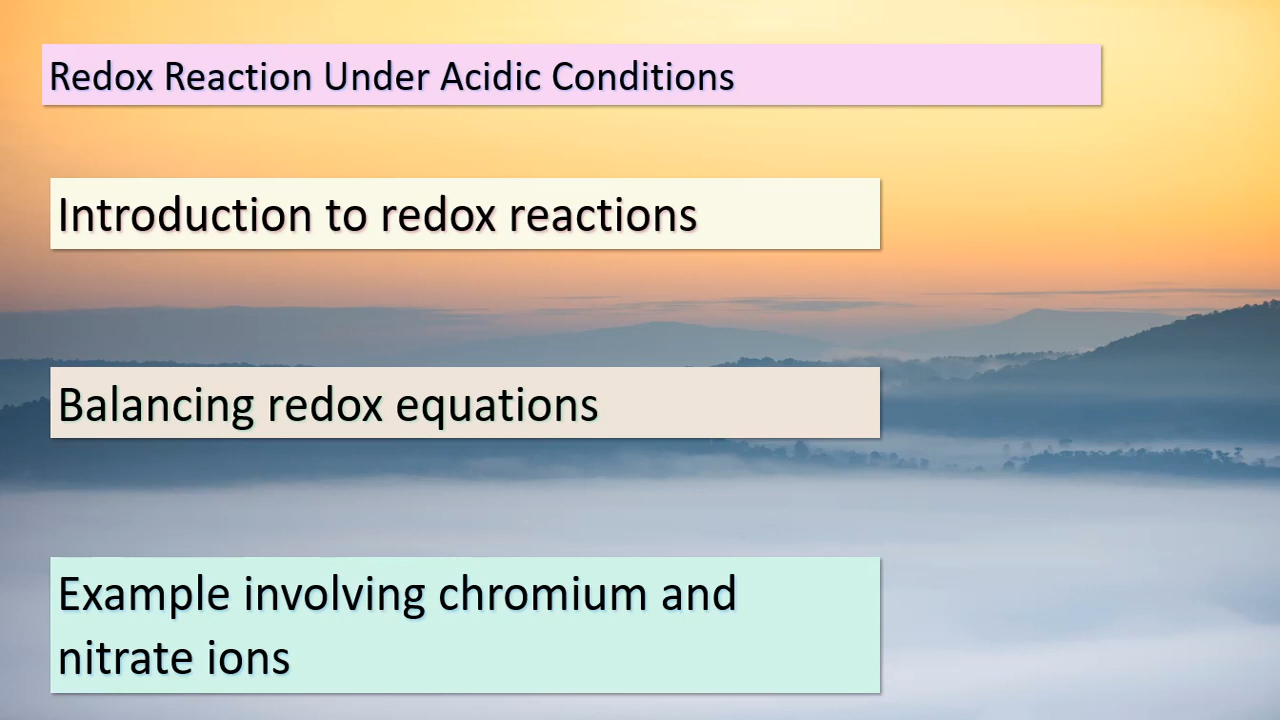 Redox Reaction Under Acidic Conditions
Introduction to redox reactions
Balancing redox equations
Example involving chromium and
nitrate ions